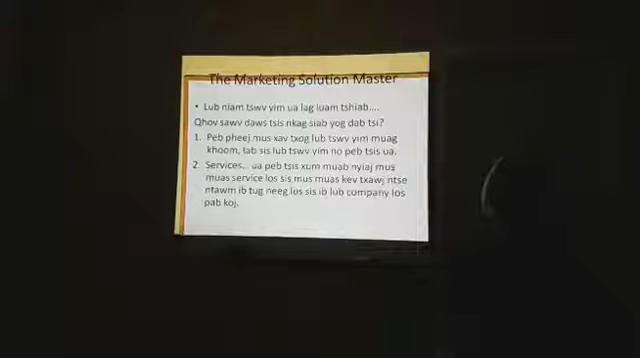 The Marketing Solution Master
• Lub niam tswv yim ua lag luam tshiab....
Qhov sawv daws tsis nkag siab yog dab tsi?
1. Peb pheej mus xav txog lub tswv yim muag
khoom, tab sis lub tswv yim no peb tsis ua.
2. Services... ua peb tsis xum muab nyiaj mus
muas service los sis mus muas kev txawj ntse
ntawm ib tug neeg los sis ib lub company los
pab koj.